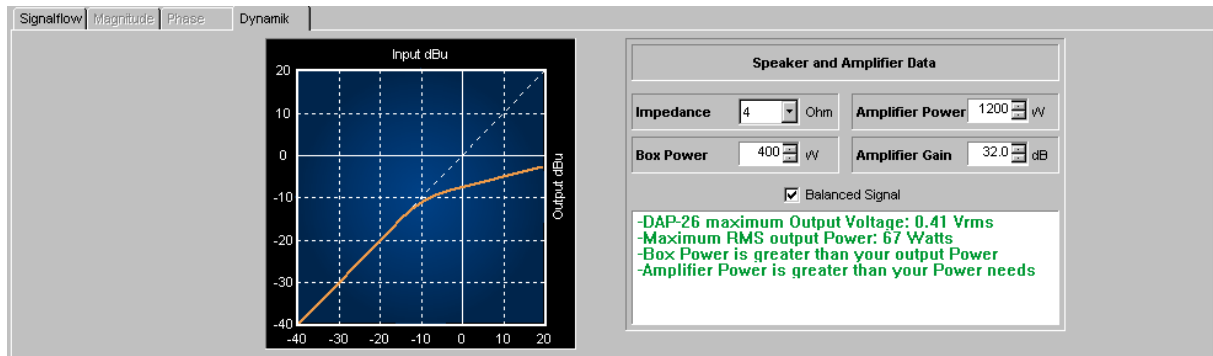 Signalflow Magnitude Phase Dynamik
Input dBu
20
10
0
-10
-20
-30
-40
-40 -30 -20 -10 0 10 20
Output dBu
Speaker and Amplifier Data
Impedance 4 Ohm Amplifier Power 1200 W
Box Power 400 W Amplifier Gain 32.0 dB
Balanced Signal
-DAP-26 maximum Output Voltage: 0.41 Vrms
-Maximum RMS output Power: 67 Watts
-Box Power is greater than your output Power
-Amplifier Power is greater than your Power needs